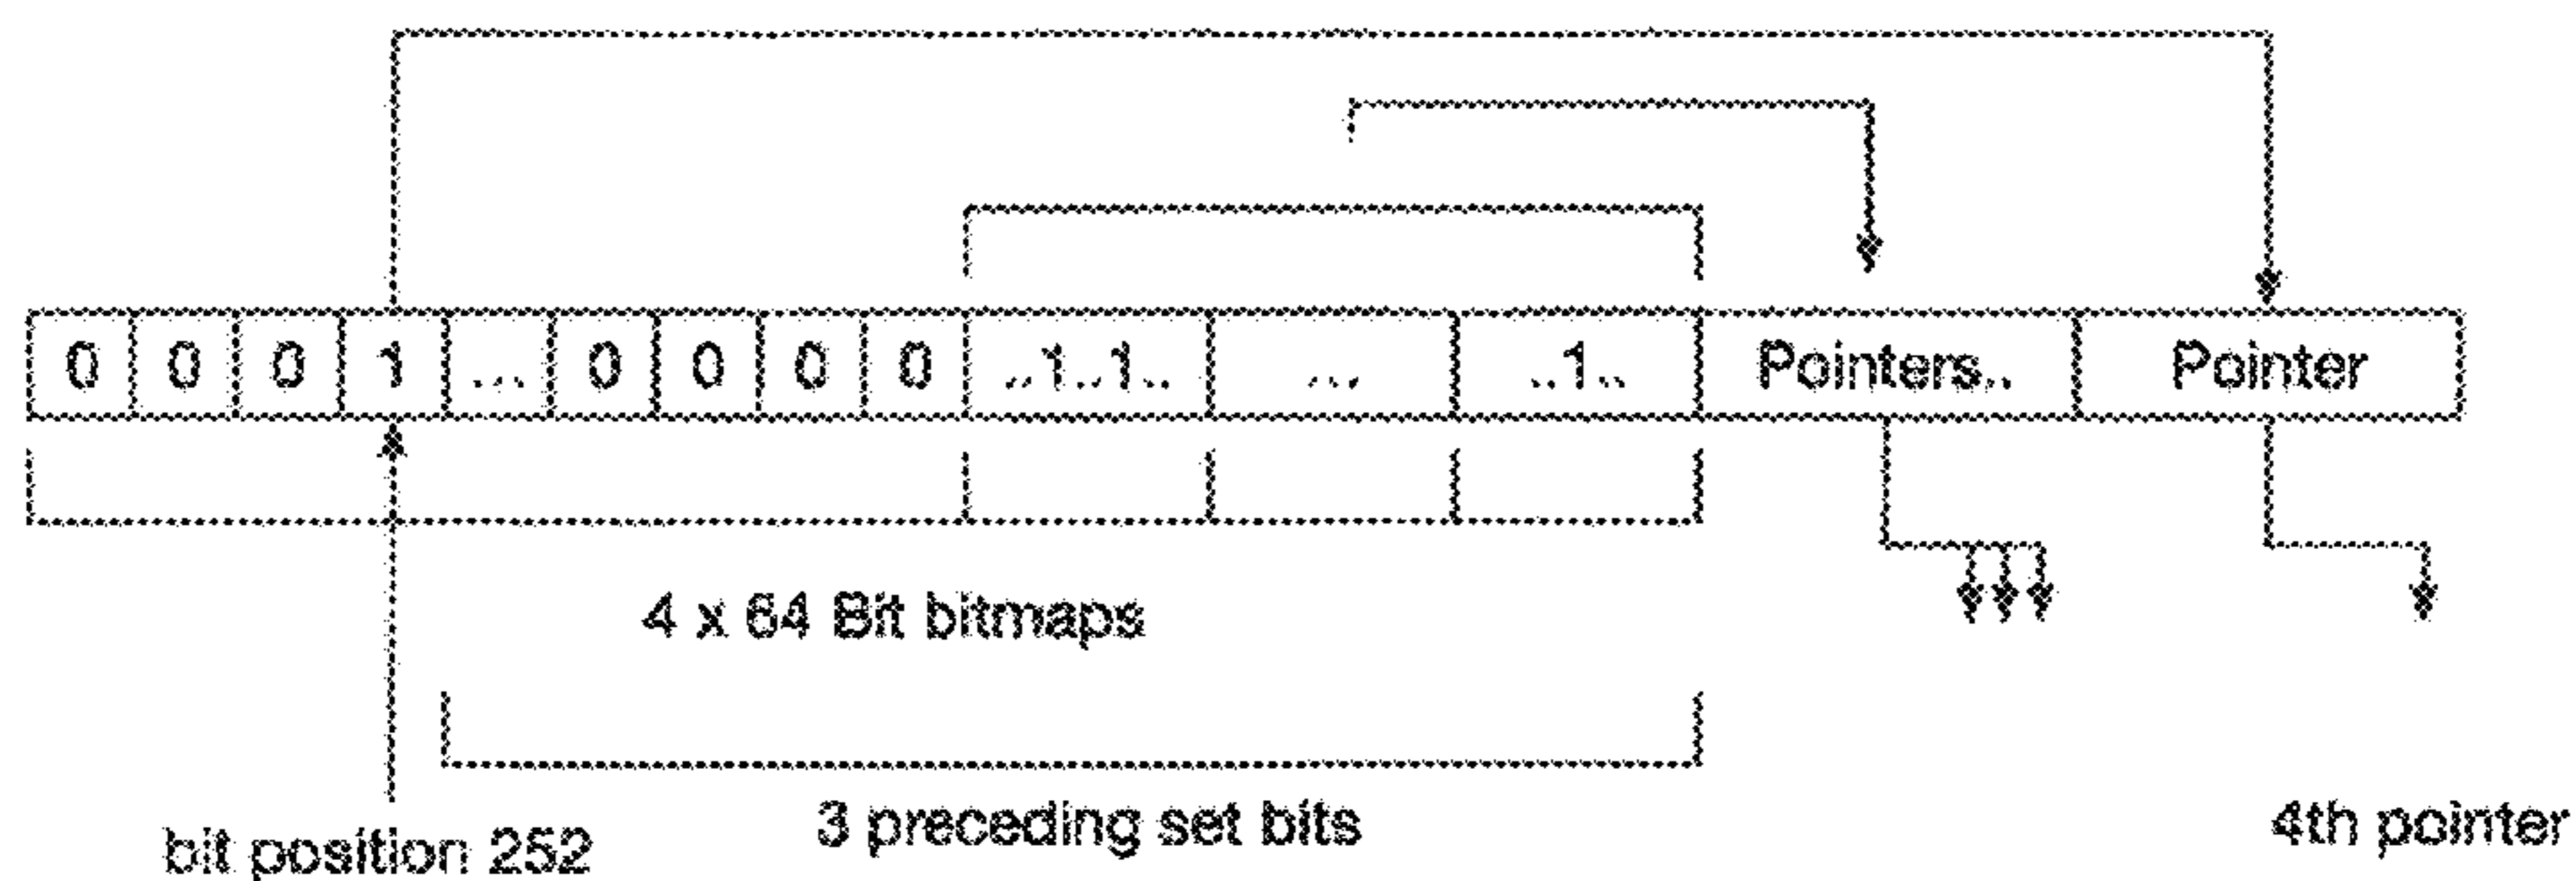 0 0 0 1 ... 0 0 0 0 ..1..1.. ... ..1.. Pointers.. Pointer
4 x 64 Bit bitmaps
3 preceding set bits
4th pointer
bit position 252